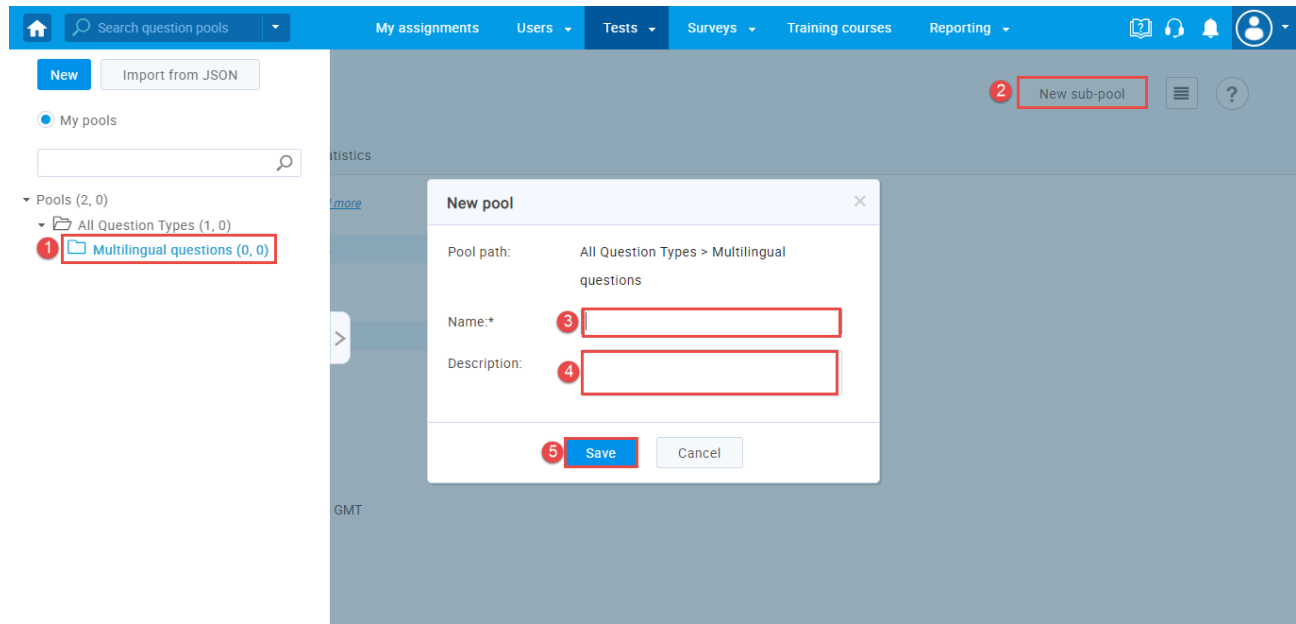 Search question pools
My assignments
Users
Tests
Surveys
Training courses
Reporting
New
Import from JSON
2
New sub-pool
?
My pools
atistics
Pools (2, 0)
more
All Question Types (1, 0)
1
Multilingual questions (0, 0)
New pool
Pool path:
All Question Types > Multilingual
questions
Name:*
3
Description:
4
5
Save
Cancel
GMT